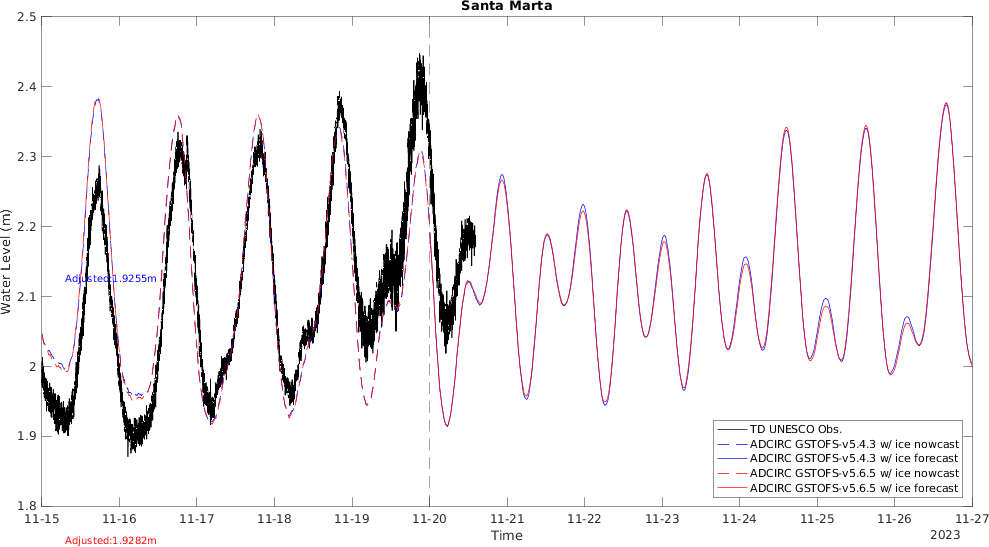 Santa Marta
2.5
2.4
2.3
2.2
2.1
2
1.9
1.8
Water Level (m)
Adjusted:1.9255m
TD UNESCO Obs.
ADCIRC GSTOFS-v5.4.3 w/ ice nowcast
ADCIRC GSTOFS-v5.4.3 w/ ice forecast
ADCIRC GSTOFS-v5.6.5 w/ ice nowcast
ADCIRC GSTOFS-v5.6.5 w/ ice forecast
11-15 11-16 11-17 11-18 11-19 11-20 11-21 11-22 11-23 11-24 11-25 11-26 11-27
Time
2023
Adjusted:1.9282m